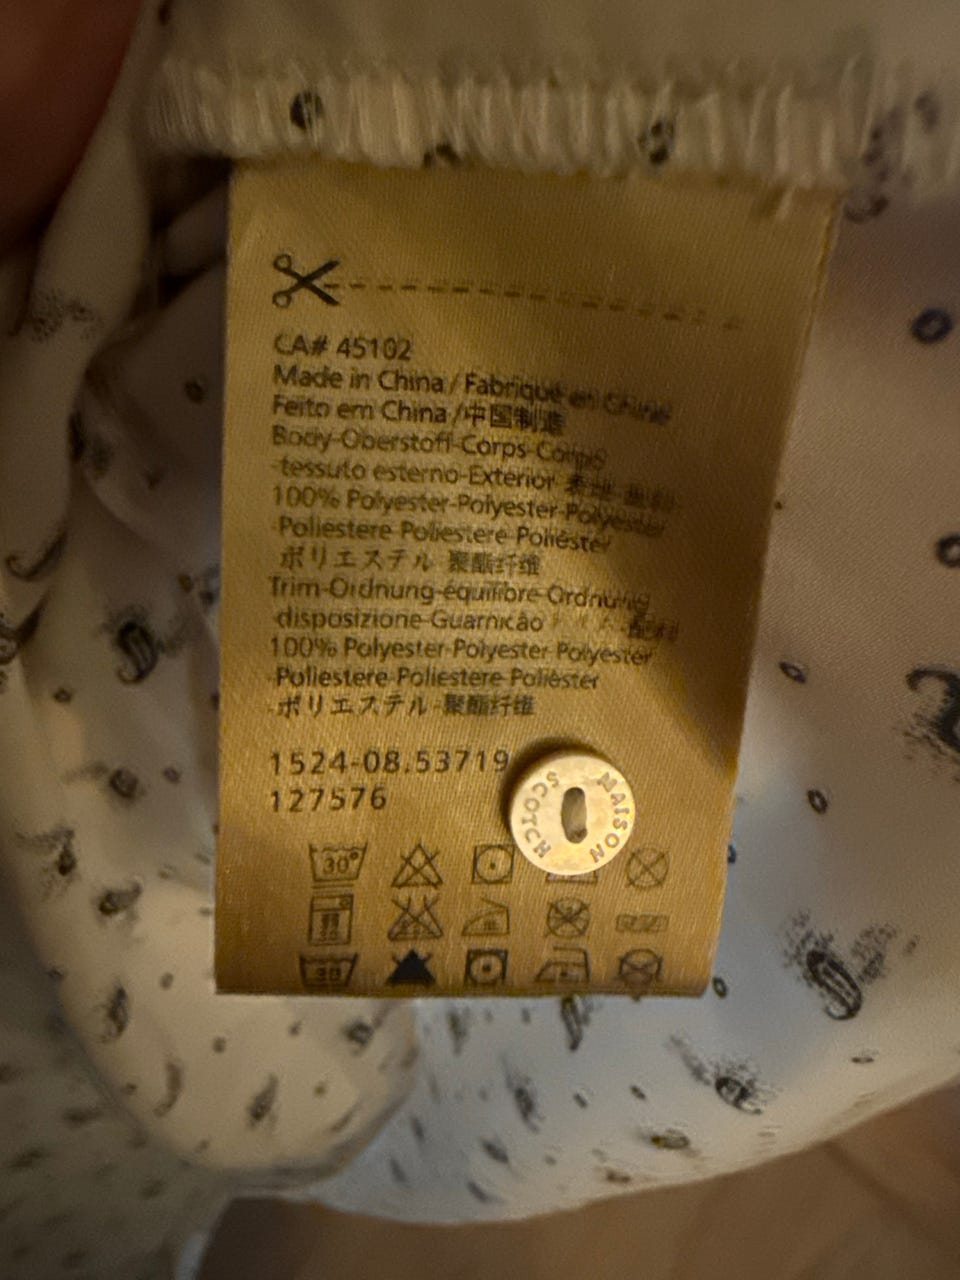 CA# 45102
Made in China / Fabriqué en Chine
Feito em China /中国制造
Body-Oberstoff-Corps-Corpo
-tessuto esterno-Exterior
100% Polyester-Polyester-Polyester
Poliestere-Poliestere-Poliéster
ポリエステル 聚酯纤维
Trim-Ordnung-équilibre-Ordnung
-disposizione-Guarnicão
100% Polyester-Polyester-Polyester
-Poliestere-Poliestere-Poliéster
-ポリエステル-聚酯纤维
1524-08.53719
127576
MAISON
SCOTCH
30°
30